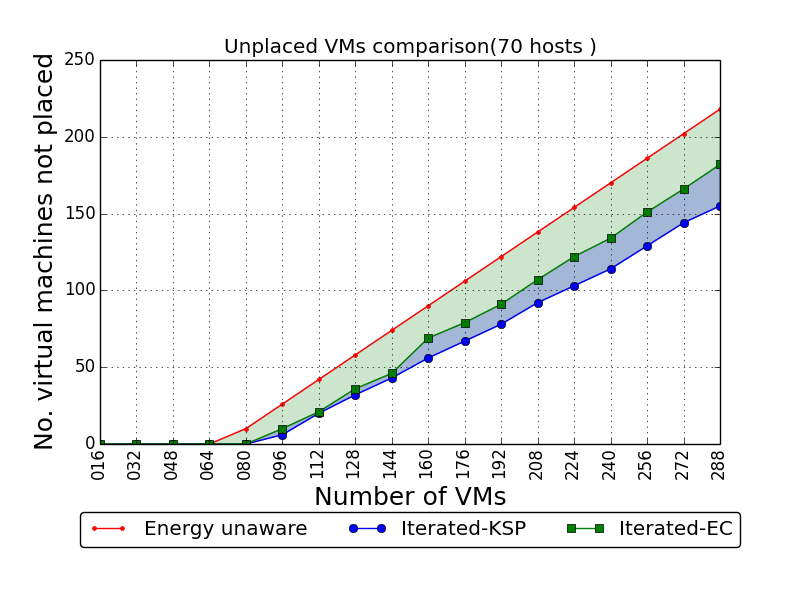 Unplaced VMs comparison(70 hosts )
No. virtual machines not placed
250
200
150
100
50
0
016 032 048 064 080 096 112 128 144 160 176 192 208 224 240 256 272 288
Number of VMs
Energy unaware Iterated-KSP Iterated-EC